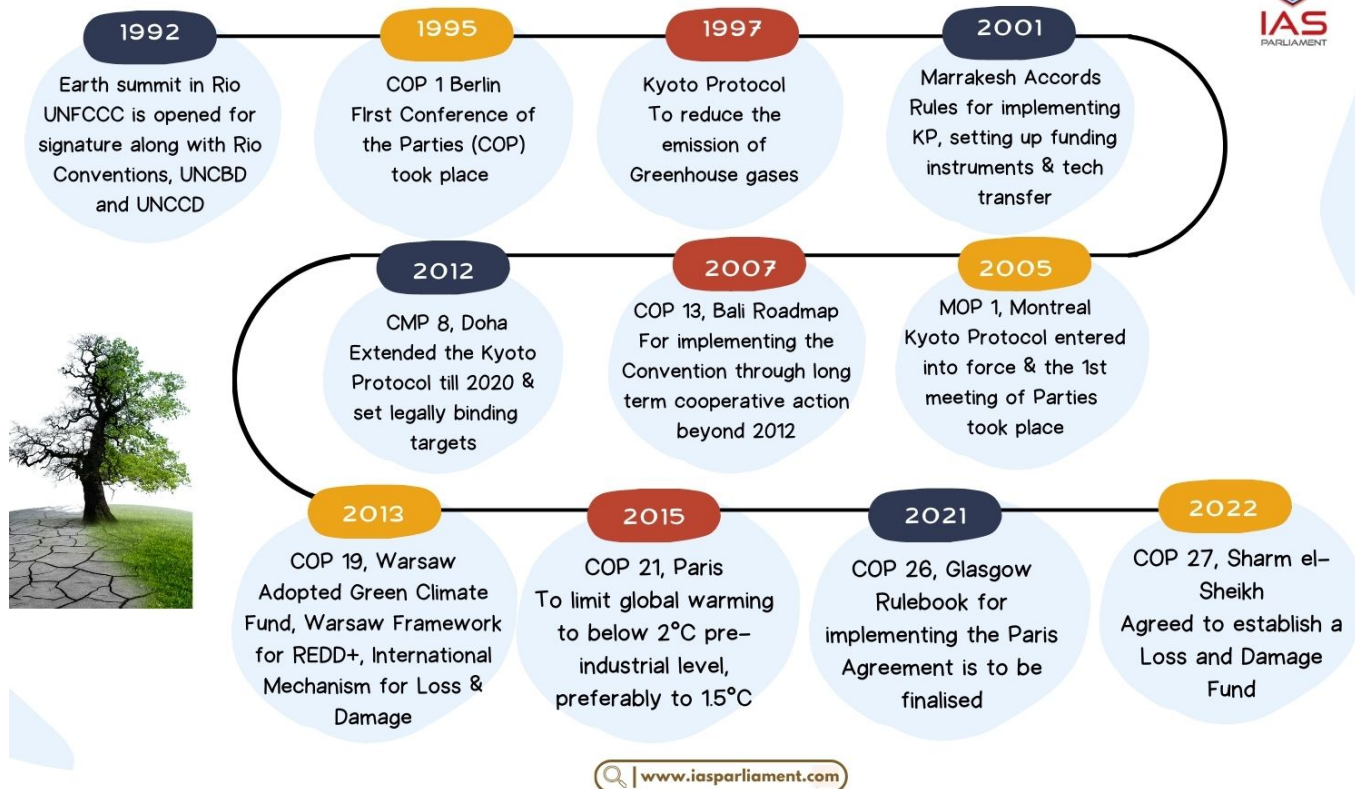 IAS
PARLIAMENT
1992
Earth summit in Rio
UNFCCC is opened for
signature along with Rio
Conventions, UNCBD
and UNCCD
1995
COP 1 Berlin
FIrst Conference of
the Parties (COP)
took place
1997
Kyoto Protocol
To reduce the
emission of
Greenhouse gases
2001
Marrakesh Accords
Rules for implementing
KP, setting up funding
instruments & tech
transfer
2005
MOP 1, Montreal
Kyoto Protocol entered
into force & the 1st
meeting of Parties
took place
2007
COP 13, Bali Roadmap
For implementing the
Convention through long
term cooperative action
beyond 2012
2012
CMP 8, Doha
Extended the Kyoto
Protocol till 2020 &
set legally binding
targets
2013
COP 19, Warsaw
Adopted Green Climate
Fund, Warsaw Framework
for REDD+, International
Mechanism for Loss &
Damage
2015
COP 21, Paris
To limit global warming
to below 2°C pre-
industrial level,
preferably to 1.5°C
2021
COP 26, Glasgow
Rulebook for
implementing the Paris
Agreement is to be
finalised
2022
COP 27, Sharm el-
Sheikh
Agreed to establish a
Loss and Damage
Fund
www.iasparliament.com